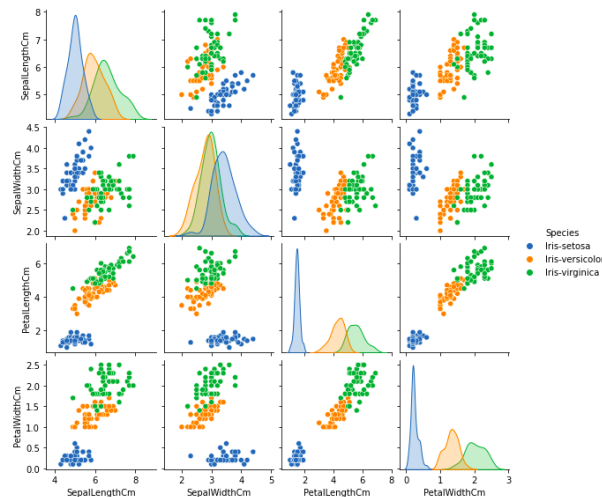 SepalLengthCm
8
7
6
5
SepalWidthCm
4.5
4.0
3.5
3.0
2.5
2.0
Species
Iris-setosa
Iris-versicolor
Iris-virginica
PetalLengthCm
6
4
2
PetalWidthCm
2.5
2.0
1.5
1.0
0.5
0.0
4 6 8
2 3 4 5
2 4 6 8
0 1 2 3
SepalLengthCm
SepalWidthCm
PetalLengthCm
PetalWidthCm